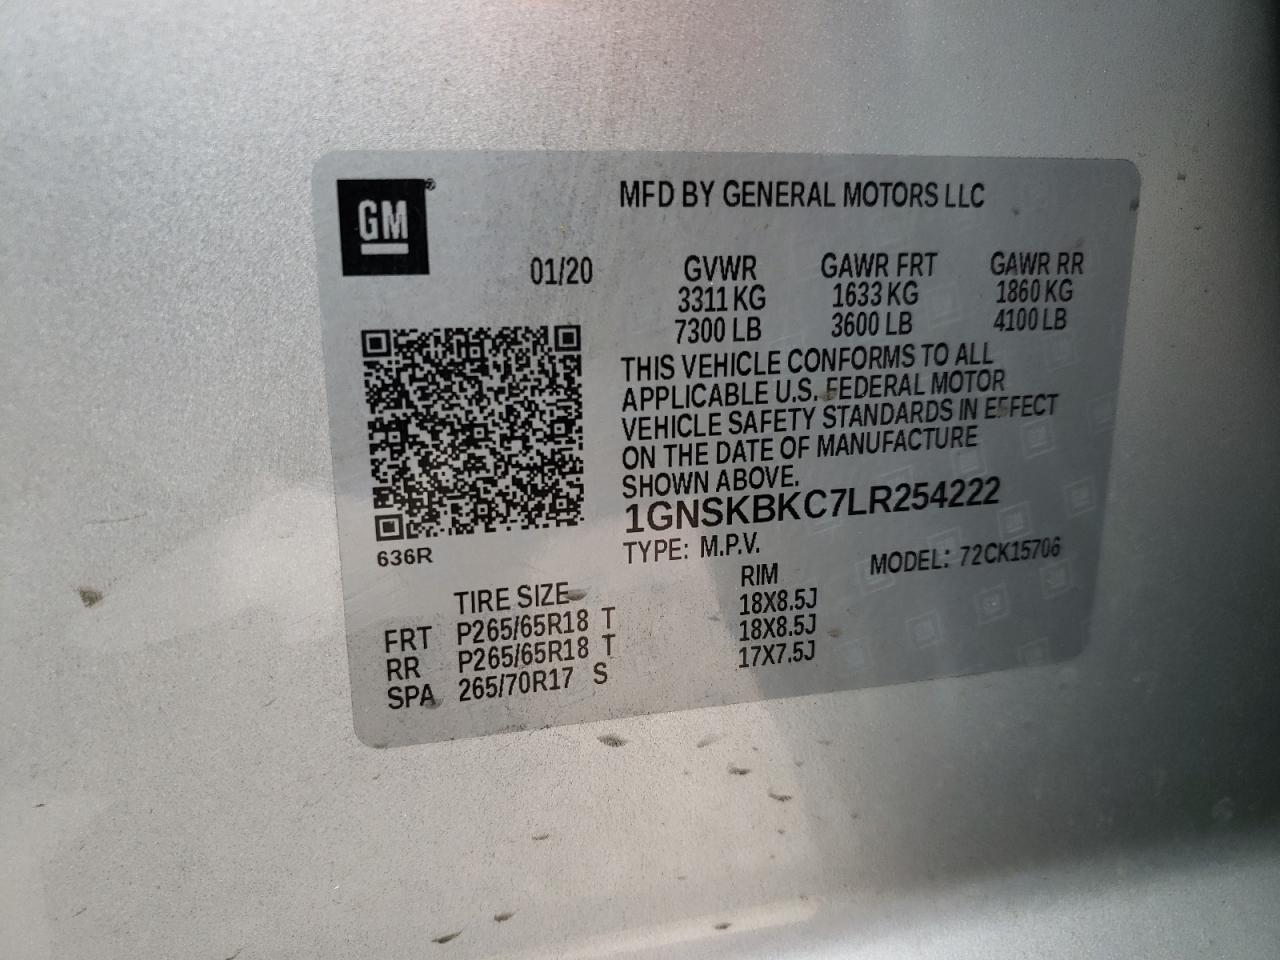 GM®
MFD BY GENERAL MOTORS LLC
01/20 GVWR GAWR FRT GAWR RR
3311 KG 1633 KG 1860 KG
7300 LB 3600 LB 4100 LB
THIS VEHICLE CONFORMS TO ALL
APPLICABLE U.S. FEDERAL MOTOR
VEHICLE SAFETY STANDARDS IN EFFECT
ON THE DATE OF MANUFACTURE
SHOWN ABOVE.
1GNSKBKC7LR254222
636R
TYPE: M.P.V. MODEL: 72CK15706
TIRE SIZE RIM
FRT P265/65R18 T 18X8.5J
RR P265/65R18 T 18X8.5J
SPA 265/70R17 S 17X7.5J